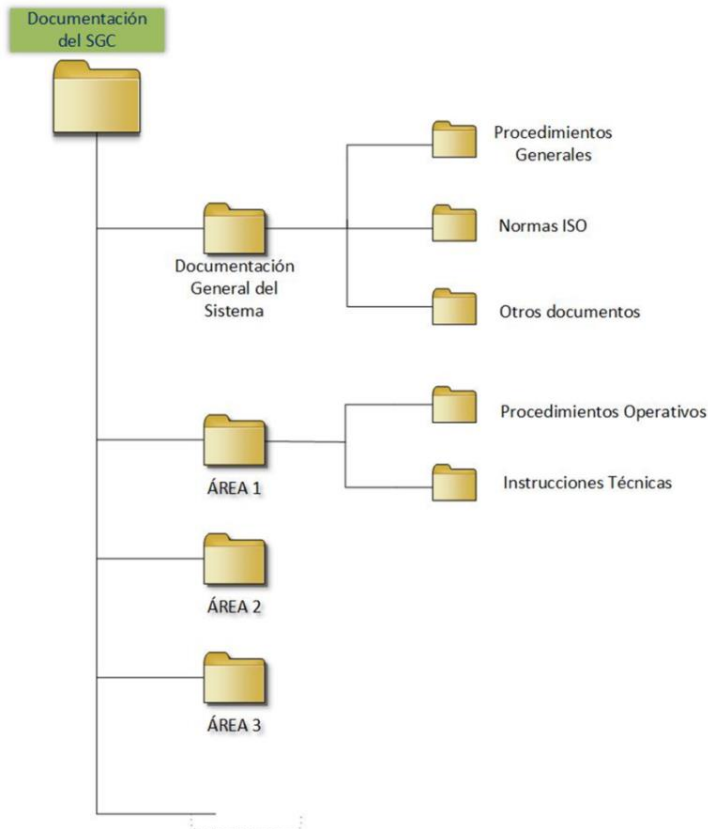 Documentación
del SGC
Procedimientos
Generales
Normas ISO
Documentación
General del
Sistema
Otros documentos
Procedimientos Operativos
ÁREA 1
Instrucciones Técnicas
ÁREA 2
ÁREA 3